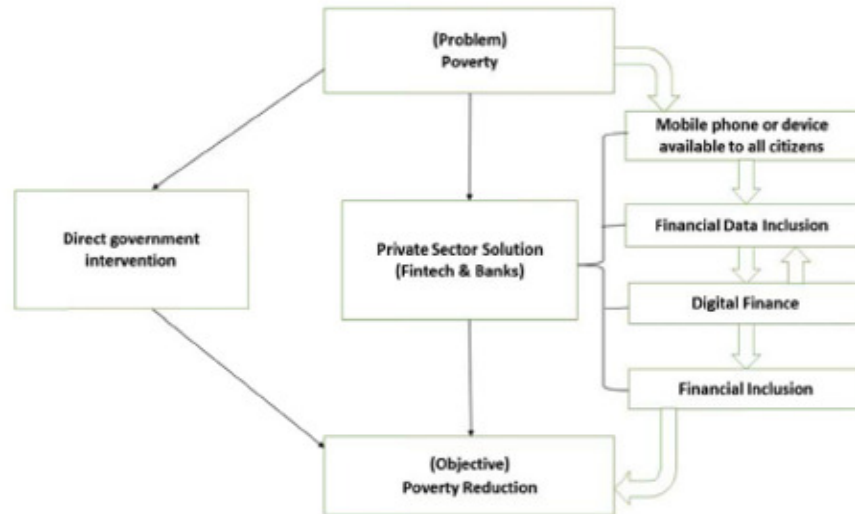 (Problem)
Poverty
Mobile phone or device
available to all citizens
Direct government
intervention
Private Sector Solution
(Fintech & Banks)
Financial Data Inclusion
Digital Finance
Financial Inclusion
(Objective)
Poverty Reduction